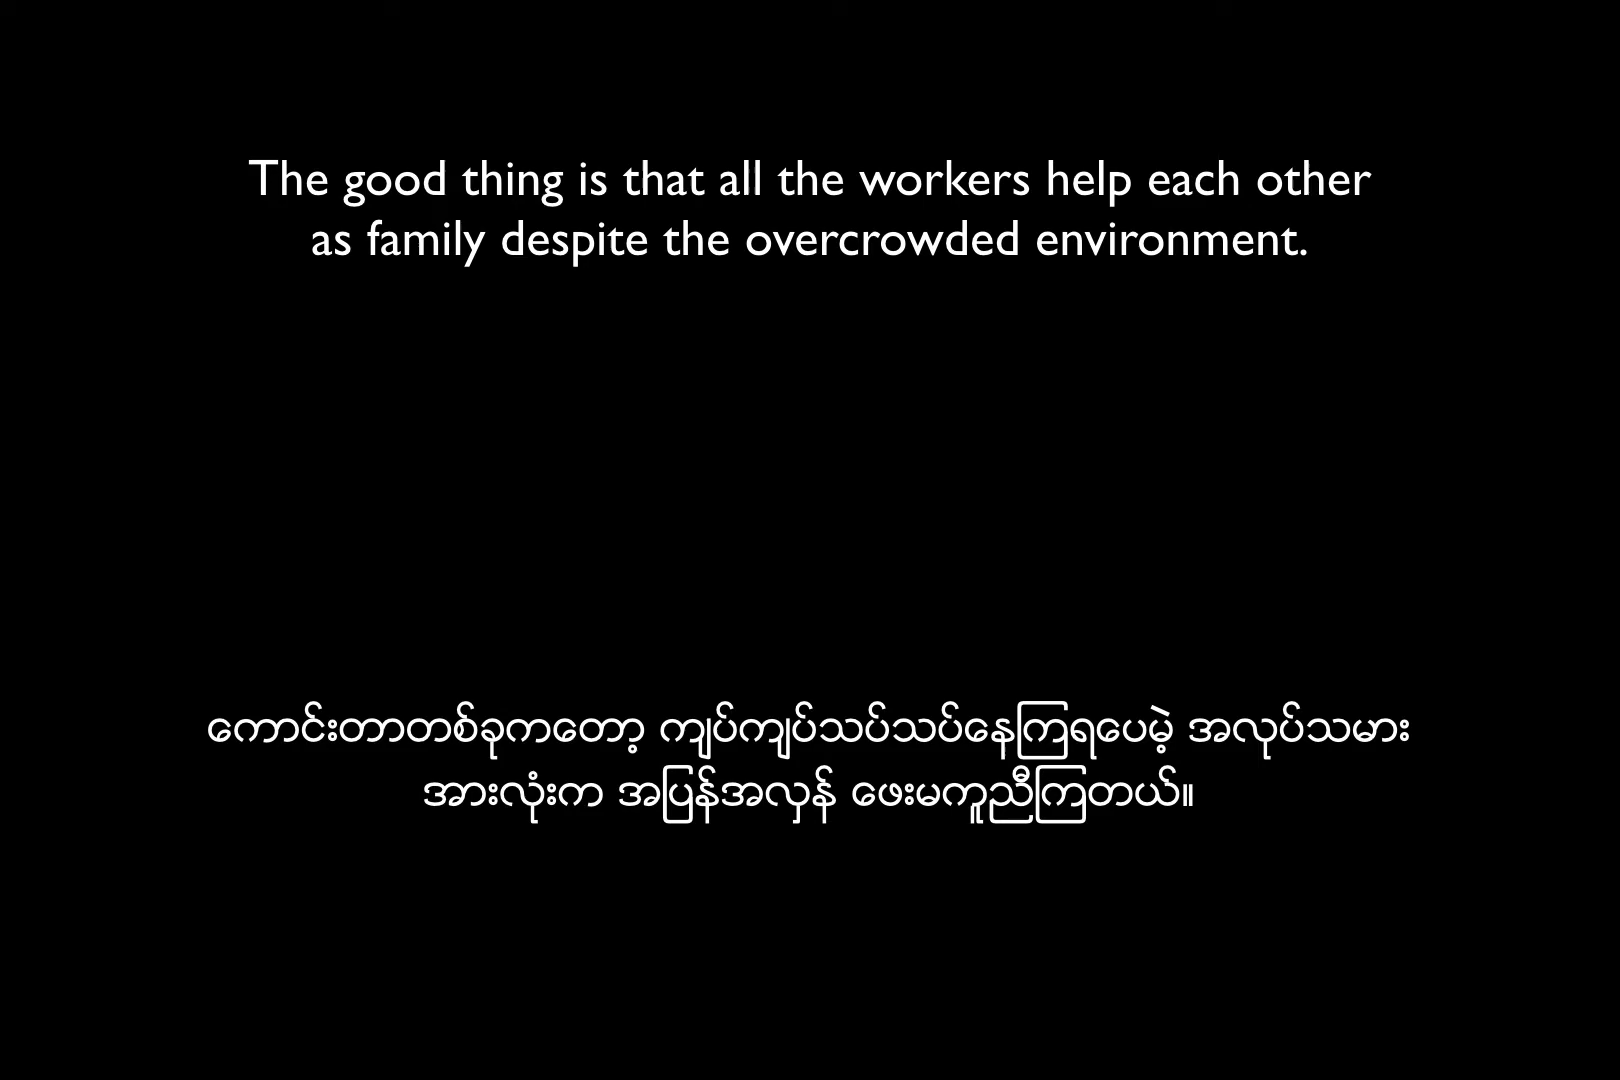 The good thing is that all the workers help each other
as family despite the overcrowded environment.
ကောင်းတာတစ်ခုကတော့ ကျပ်ကျပ်သပ်သပ်နေကြရပေမဲ့ အလုပ်သမား
အားလုံးက အပြန်အလှန် ဖေးမကူညီကြတယ်။